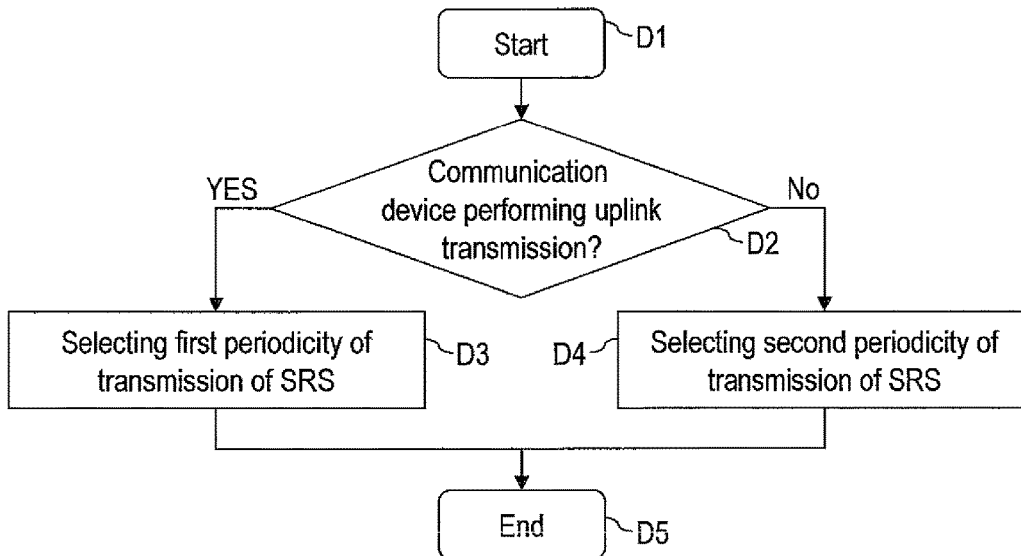 Start
D1
Communication
device performing uplink
transmission?
YES
No
D2
Selecting first periodicity of
transmission of SRS
D3
D4
Selecting second periodicity of
transmission of SRS
End
D5